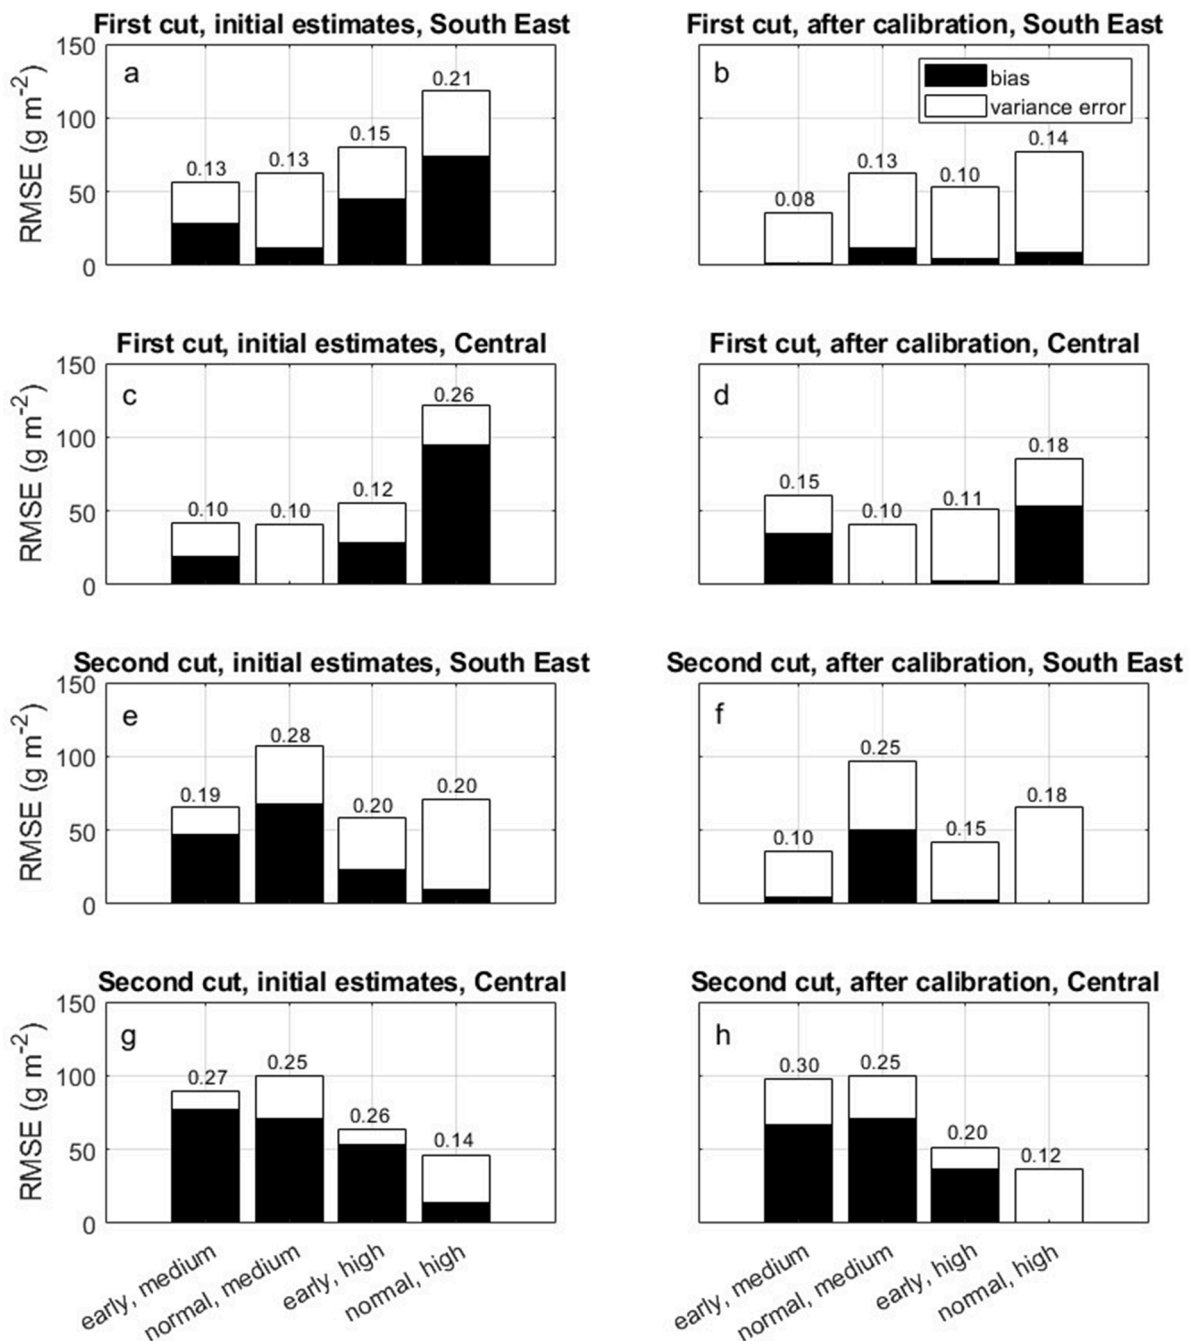 First cut, initial estimates, South East
First cut, after calibration, South East
150
100
50
0
RMSE (g m⁻²)
a
0.13
0.13
0.15
0.21
b
bias
variance error
0.08
0.13
0.10
0.14
First cut, initial estimates, Central
First cut, after calibration, Central
150
100
50
0
RMSE (g m⁻²)
c
0.10
0.10
0.12
0.26
d
0.15
0.10
0.11
0.18
Second cut, initial estimates, South East
Second cut, after calibration, South East
150
100
50
0
RMSE (g m⁻²)
e
0.19
0.28
0.20
0.20
f
0.10
0.25
0.15
0.18
Second cut, initial estimates, Central
Second cut, after calibration, Central
150
100
50
0
RMSE (g m⁻²)
g
0.27
0.25
0.26
0.14
h
0.30
0.25
0.20
0.12
early, medium
normal, medium
early, high
normal, high
early, medium
normal, medium
early, high
normal, high